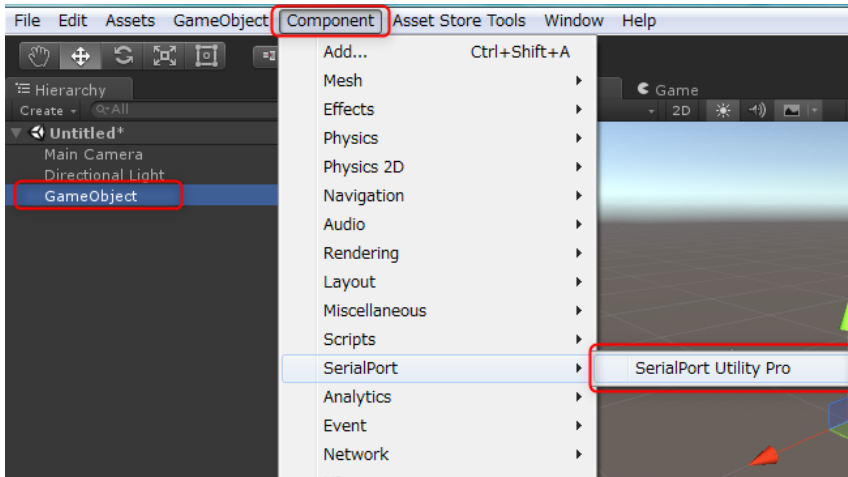 File Edit Assets GameObject Component Asset Store Tools Window Help
Hierarchy
Create
All
Untitled*
Main Camera
Directional Light
GameObject
Add... Ctrl+Shift+A
Mesh
Effects
Physics
Physics 2D
Navigation
Audio
Rendering
Layout
Miscellaneous
Scripts
SerialPort
Analytics
Event
Network
SerialPort Utility Pro
Game
2D